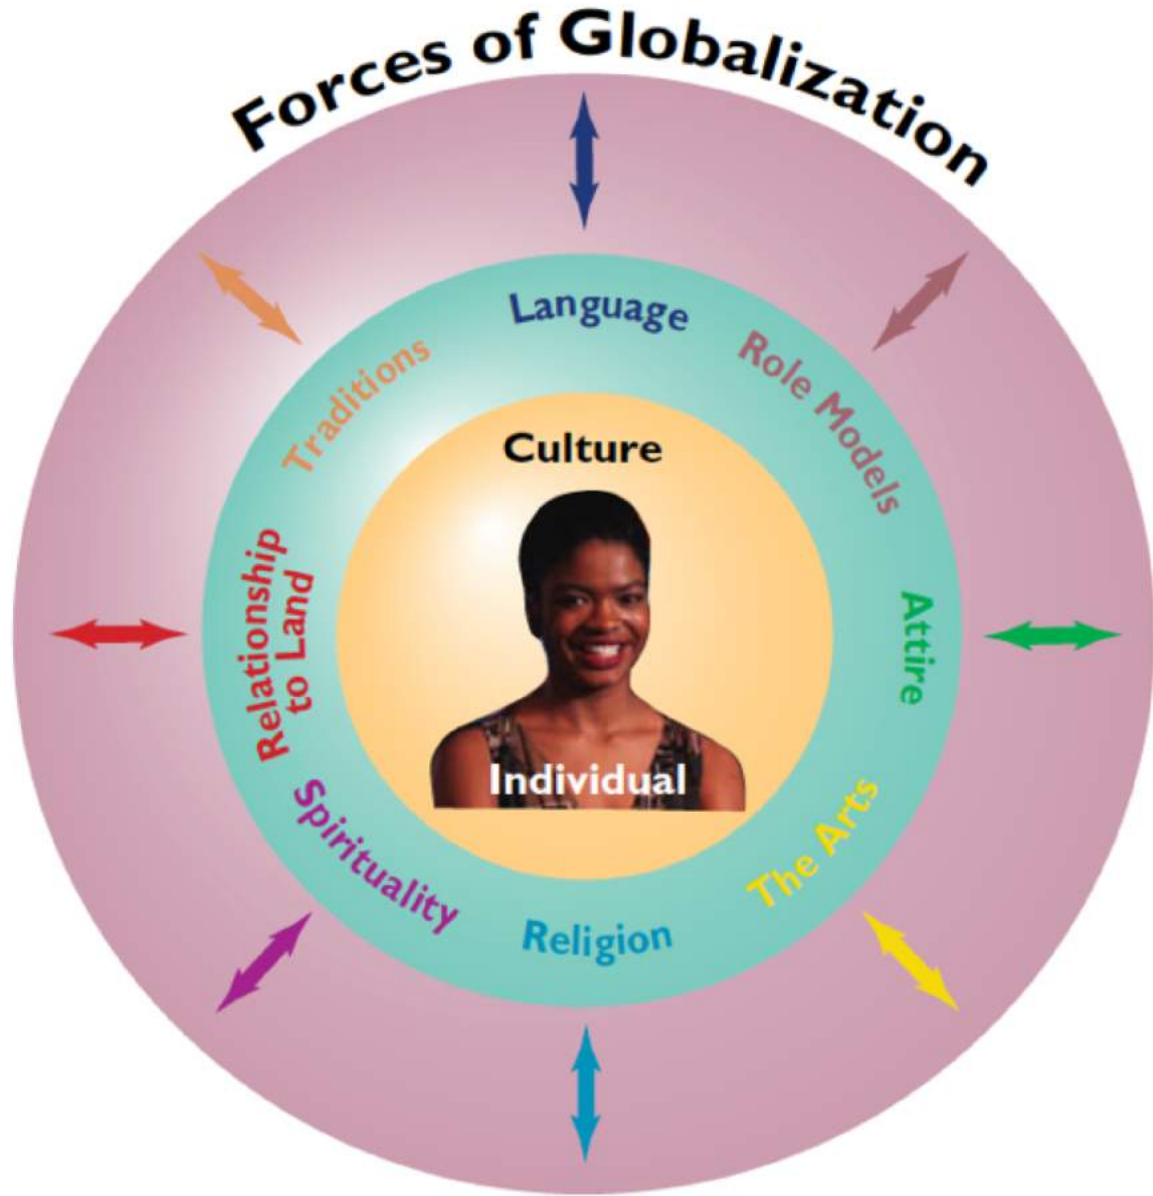 Forces of Globalization
Language
Role Models
Traditions
Culture
Relationship
to Land
Attire
Individual
Spirituality
The Arts
Religion